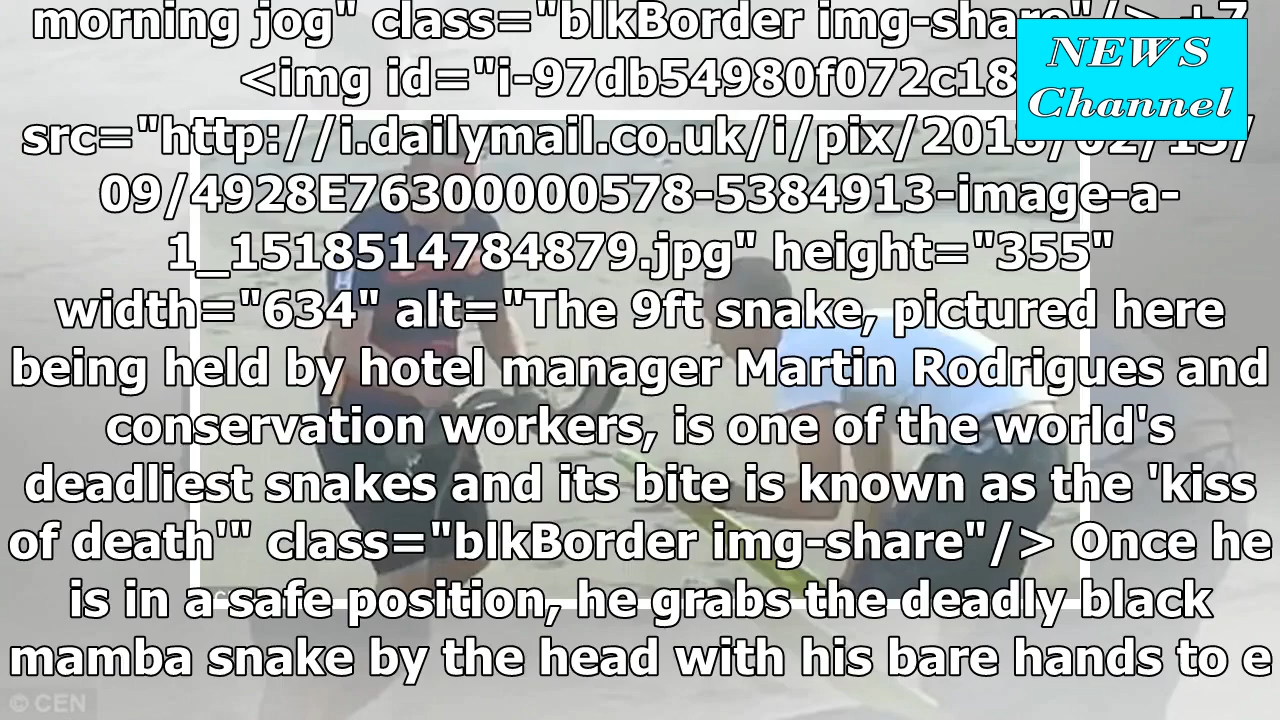 morning jog" class="blkBorder img-share"/> +7
<img id="i-97db54980f072c18
src="http://i.dailymail.co.uk/i/pix/2018/02/13/
09/4928E76300000578-5384913-image-a-
1_1518514784879.jpg" height="355"
width="634" alt="The 9ft snake, pictured here
being held by hotel manager Martin Rodrigues and
conservation workers, is one of the world's
deadliest snakes and its bite is known as the 'kiss
of death'" class="blkBorder img-share"/> Once he
is in a safe position, he grabs the deadly black
mamba snake by the head with his bare hands to e
NEWS
Channel
© CEN